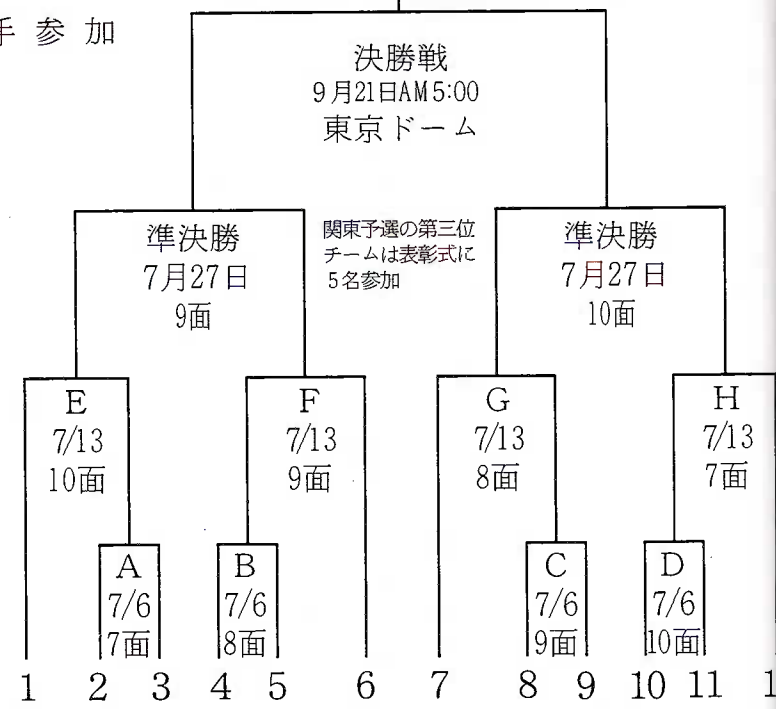 手参加
決勝戦
9月21日AM5:00
東京ドーム
準決勝
7月27日
9面
関東予選の第三位
チームは表彰式に
5名参加
準決勝
7月27日
10面
E
7/13
10面
F
7/13
9面
G
7/13
8面
H
7/13
7面
A
7/6
7面
B
7/6
8面
C
7/6
9面
D
7/6
10面
1 2 3 4 5 6 7 8 9 10 11 1